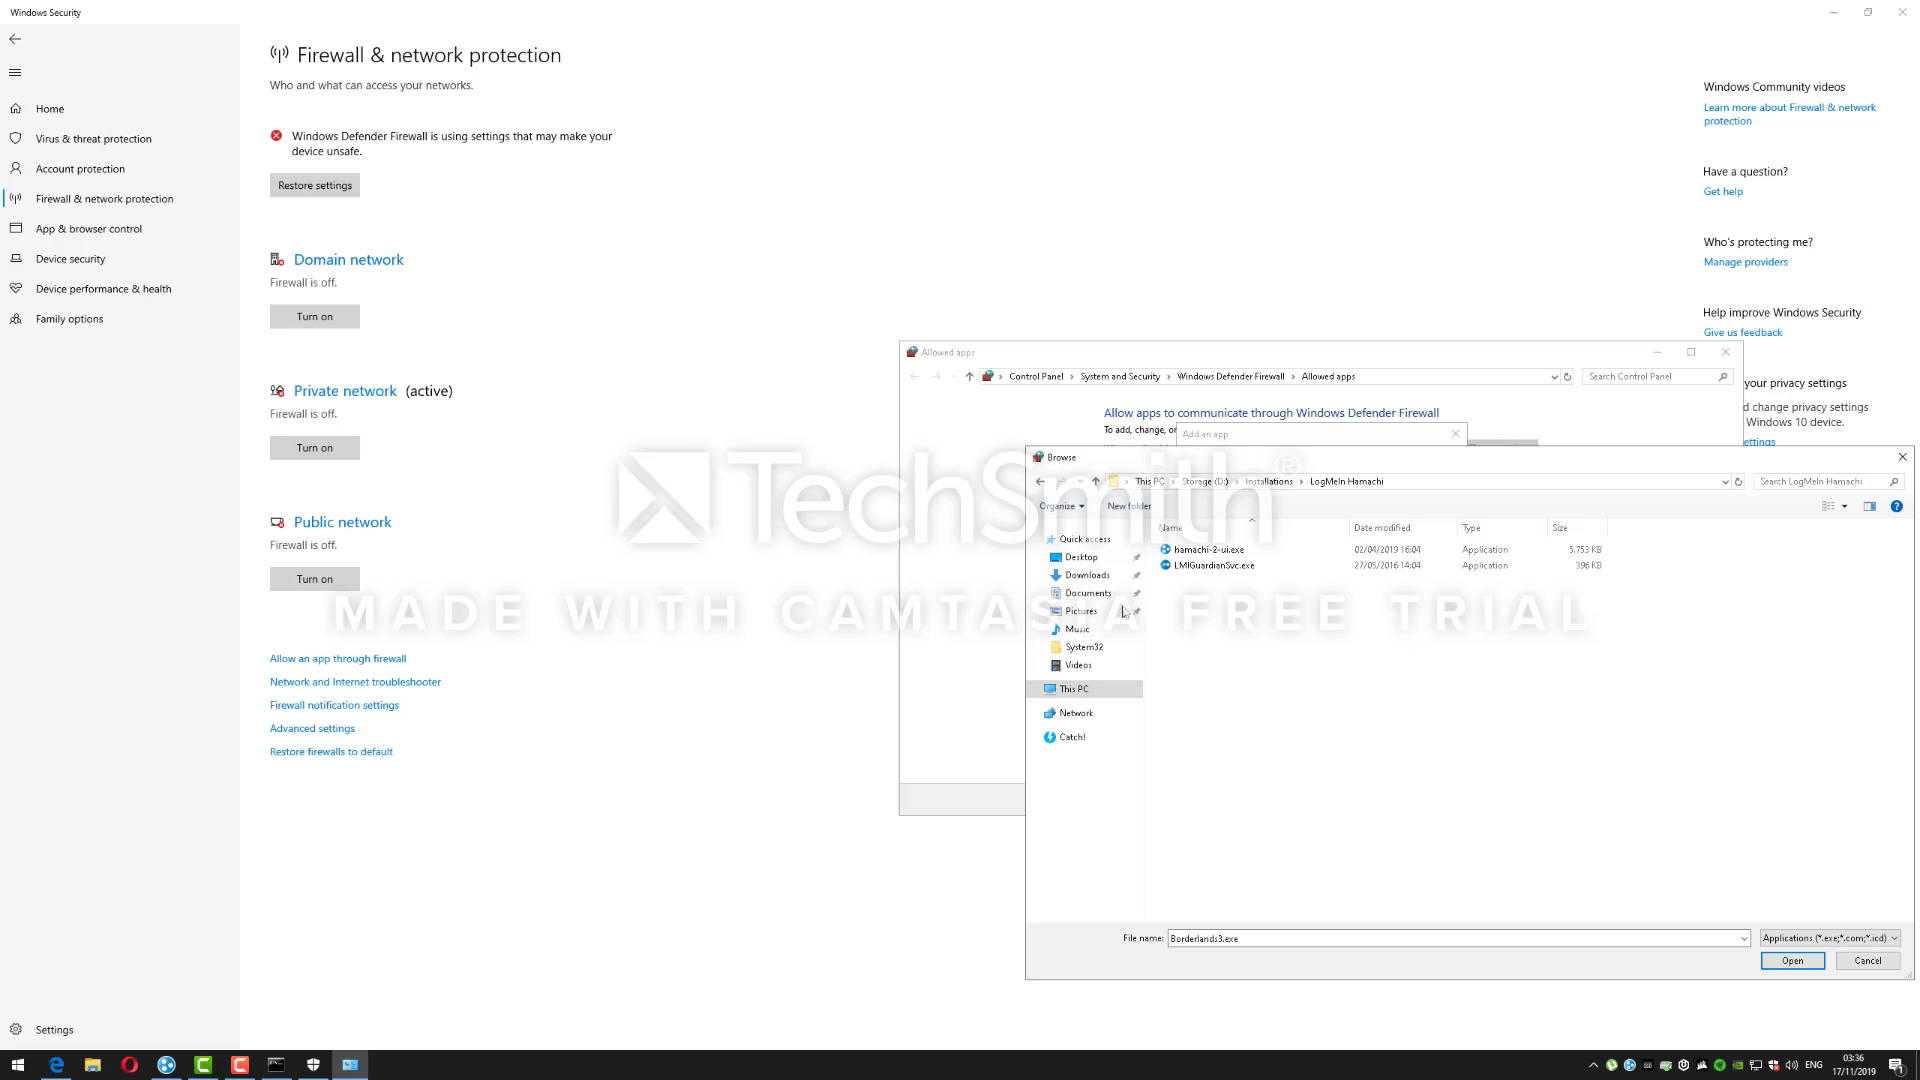 Windows Security
Home
Virus & threat protection
Account protection
Firewall & network protection
App & browser control
Device security
Device performance & health
Family options
Settings
Firewall & network protection
Who and what can access your networks.
Windows Defender Firewall is using settings that may make your
device unsafe.
Restore settings
Domain network
Firewall is off.
Turn on
Private network (active)
Firewall is off.
Turn on
Public network
Firewall is off.
Turn on
Allow an app through firewall
Network and Internet troubleshooter
Firewall notification settings
Advanced settings
Restore firewalls to default
Windows Community videos
Learn more about Firewall & network
protection
Have a question?
Get help
Who's protecting me?
Manage providers
Help improve Windows Security
Give us feedback
your privacy settings
d change privacy settings
Windows 10 device.
ettings
Allowed apps
Control Panel > System and Security > Windows Defender Firewall > Allowed apps
Search Control Panel
Allow apps to communicate through Windows Defender Firewall
To add, change, or
Add an app
Browse
This PC > Storage (D:) > Installations > LogMeIn Hamachi
Search LogMeIn Hamachi
Organize
New folder
Name
Date modified
Type
Size
hamachi-2-ui.exe 02/04/2019 16:04 Application 5.753 KB
LMIGuardianSvc.exe 27/05/2016 14:04 Application 396 KB
Quick access
Desktop
Downloads
Documents
Pictures
Music
System32
Videos
This PC
Network
Catch!
File name: Borderlands3.exe
Applications (*.exe;*.com;*.icd)
Open
Cancel
TechSmith®
MADE WITH CAMTASIA FREE TRIAL
ENG
03:36
17/11/2019